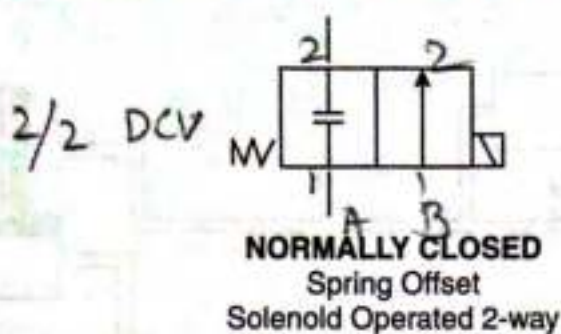 2 2
2/2 DCV
1 1
A B
NORMALLY CLOSED
Spring Offset
Solenoid Operated 2-way